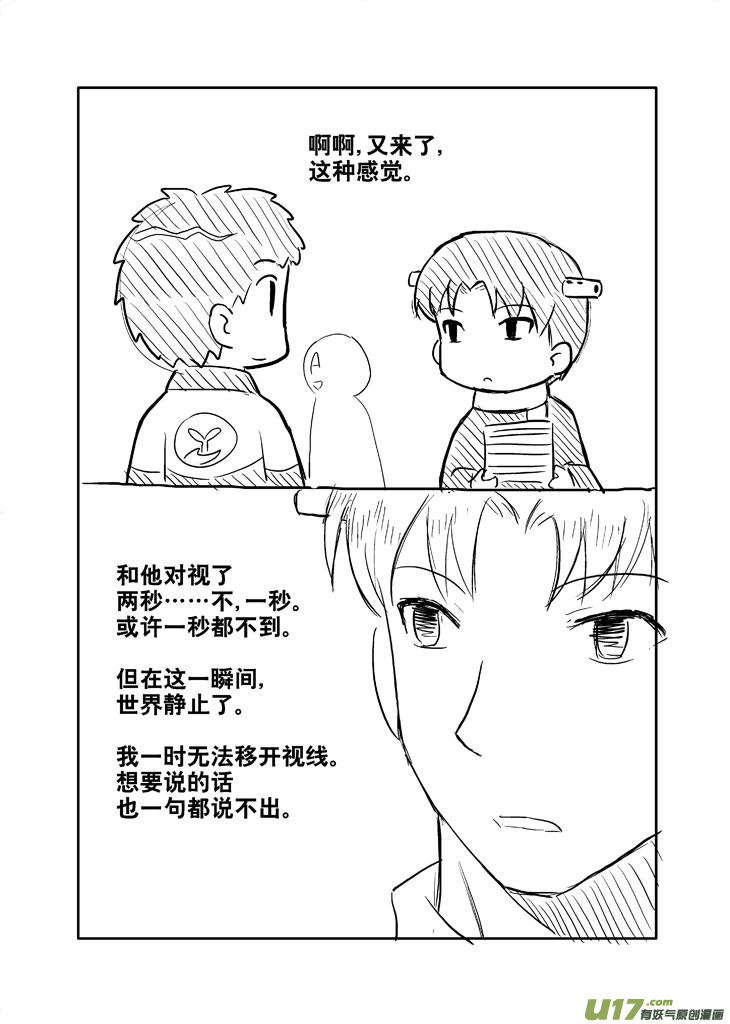 啊啊，又来了，
这种感觉。
和他对视了
两秒……不，一秒。
或许一秒都不到。
但在这一瞬间，
世界静止了。
我一时无法移开视线。
想要说的话
也一句都说不出。
U17.com
有妖气原创漫画